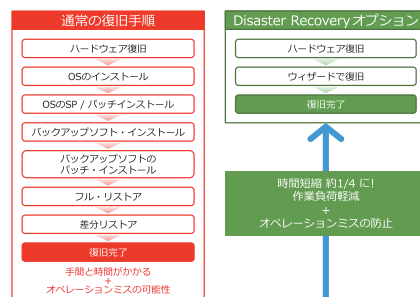 通常の復旧手順
ハードウェア復旧
OSのインストール
OSのSP / パッチインストール
バックアップソフト・インストール
バックアップソフトの
パッチ・インストール
フル・リストア
差分リストア
復旧完了
手間と時間がかかる
+
オペレーションミスの可能性
Disaster Recoveryオプション
ハードウェア復旧
ウィザードで復旧
復旧完了
時間短縮 約1/4 に!
作業負荷軽減
+
オペレーションミスの防止